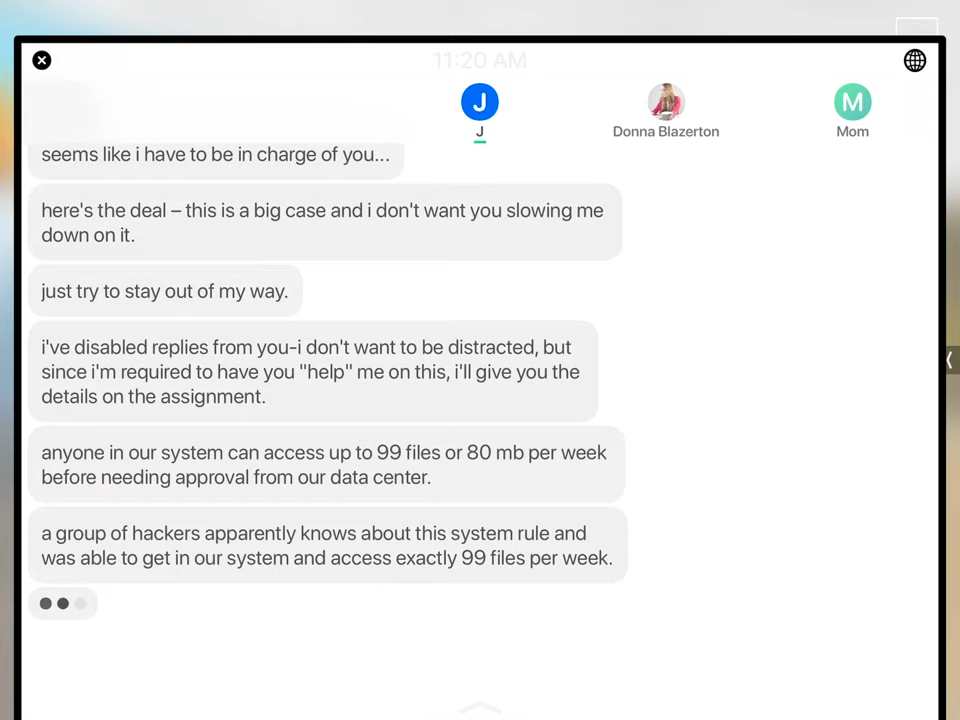 11:20 AM
J
M
J
Donna Blazerton
Mom
seems like i have to be in charge of you...
here's the deal – this is a big case and i don't want you slowing me
down on it.
just try to stay out of my way.
i've disabled replies from you-i don't want to be distracted, but
since i'm required to have you "help" me on this, i'll give you the
details on the assignment.
anyone in our system can access up to 99 files or 80 mb per week
before needing approval from our data center.
a group of hackers apparently knows about this system rule and
was able to get in our system and access exactly 99 files per week.